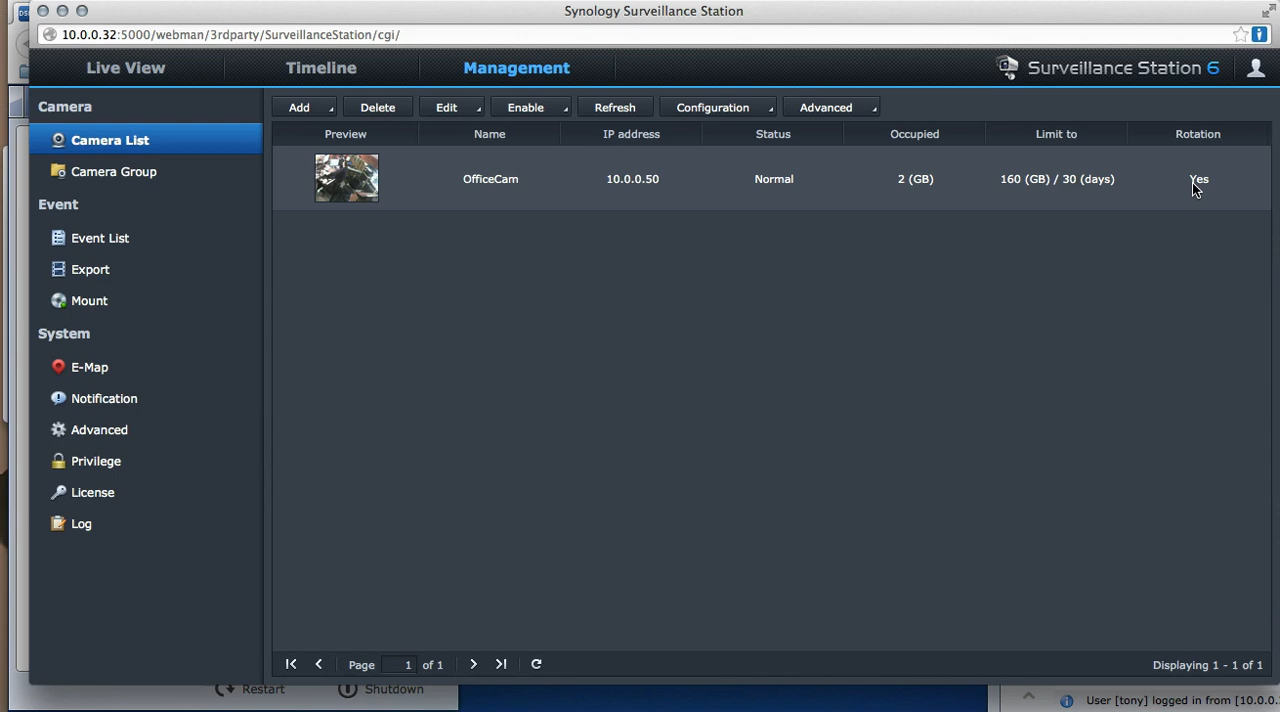 Synology Surveillance Station
10.0.0.32:5000/webman/3rdparty/SurveillanceStation/cgi/
Live View Timeline Management Surveillance Station 6
Camera
Camera List
Camera Group
Event
Event List
Export
Mount
System
E-Map
Notification
Advanced
Privilege
License
Log
Add Delete Edit Enable Refresh Configuration Advanced
Preview Name IP address Status Occupied Limit to Rotation
OfficeCam 10.0.0.50 Normal 2 (GB) 160 (GB) / 30 (days) Yes
Page 1 of 1 Displaying 1 - 1 of 1
Restart Shutdown
User [tony] logged in from [10.0.0.